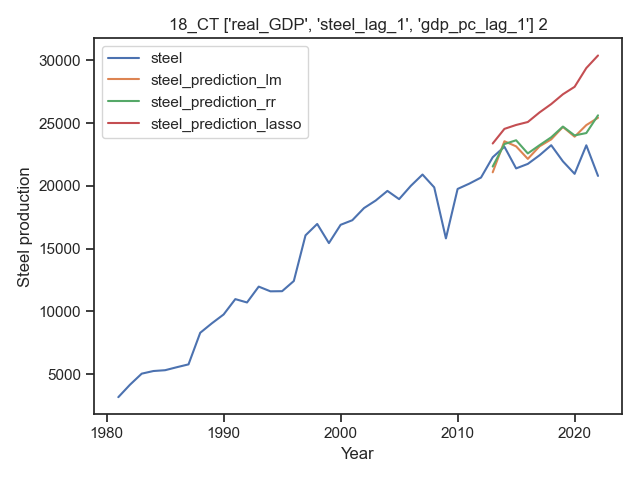 18_CT ['real_GDP', 'steel_lag_1', 'gdp_pc_lag_1'] 2
steel
steel_prediction_lm
steel_prediction_rr
steel_prediction_lasso
30000
25000
20000
15000
10000
5000
Steel production
1980
1990
2000
2010
2020
Year